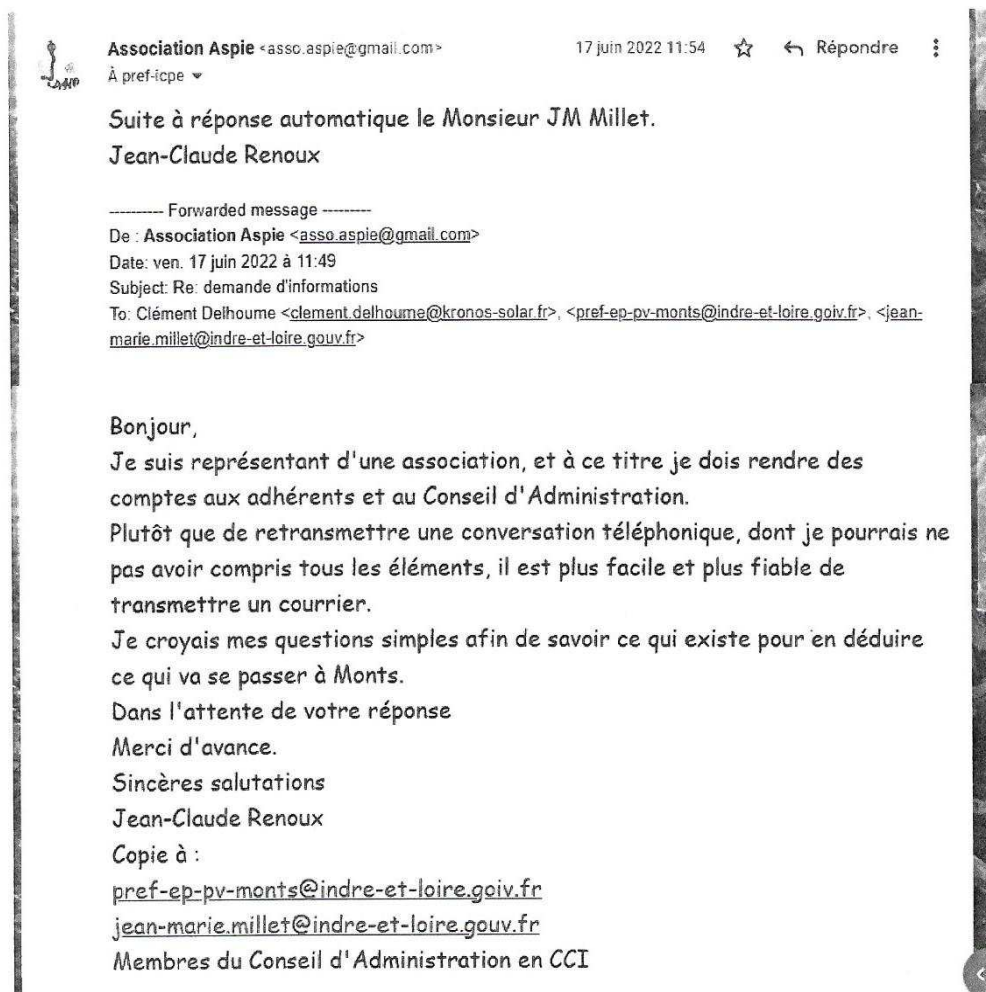 Association Aspie <asso.aspie@gmail.com> 17 juin 2022 11:54 Répondre
À pref-icpe
Suite à réponse automatique le Monsieur JM Millet.
Jean-Claude Renoux
---------- Forwarded message ---------
De : Association Aspie <asso.aspie@gmail.com>
Date: ven. 17 juin 2022 à 11:49
Subject: Re: demande d'informations
To: Clément Delhoume <clement.delhoume@kronos-solar.fr>, <pref-ep-pv-monts@indre-et-loire.goiv.fr>, <jean-
marie.millet@indre-et-loire.gouv.fr>
Bonjour,
Je suis représentant d'une association, et à ce titre je dois rendre des
comptes aux adhérents et au Conseil d'Administration.
Plutôt que de retransmettre une conversation téléphonique, dont je pourrais ne
pas avoir compris tous les éléments, il est plus facile et plus fiable de
transmettre un courrier.
Je croyais mes questions simples afin de savoir ce qui existe pour en déduire
ce qui va se passer à Monts.
Dans l'attente de votre réponse
Merci d'avance.
Sincères salutations
Jean-Claude Renoux
Copie à :
pref-ep-pv-monts@indre-et-loire.goiv.fr
jean-marie.millet@indre-et-loire.gouv.fr
Membres du Conseil d'Administration en CCI